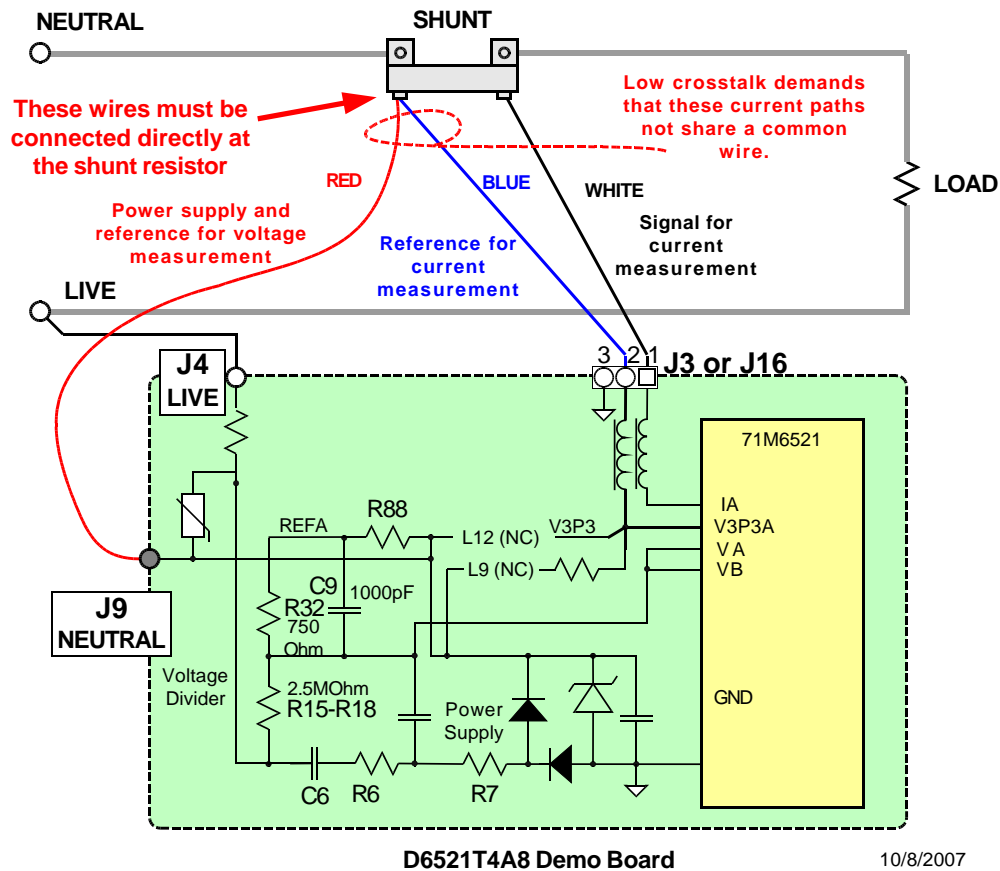 NEUTRAL
SHUNT
These wires must be
connected directly at
the shunt resistor
Low crosstalk demands
that these current paths
not share a common
wire.
RED
BLUE
WHITE
LOAD
Power supply and
reference for voltage
measurement
Reference for
current
measurement
Signal for
current
measurement
LIVE
J4
LIVE
3 2 1
J3 or J16
71M6521
IA
V3P3A
VA
VB
GND
R88
REFA
L12 (NC)
V3P3
L9 (NC)
C9
1000pF
R32
750
Ohm
J9
NEUTRAL
Voltage
Divider
2.5MOhm
R15-R18
Power
Supply
C6
R6
R7
D6521T4A8 Demo Board
10/8/2007